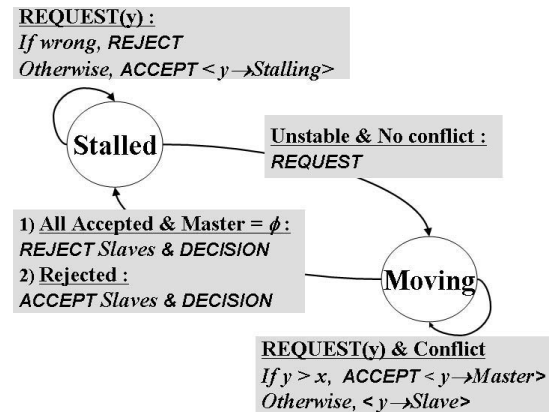 REQUEST(y) :
If wrong, REJECT
Otherwise, ACCEPT < y→Stalling>
Stalled
Unstable & No conflict :
REQUEST
1) All Accepted & Master = ϕ :
REJECT Slaves & DECISION
2) Rejected :
ACCEPT Slaves & DECISION
Moving
REQUEST(y) & Conflict
If y > x, ACCEPT < y→Master>
Otherwise, < y→Slave>